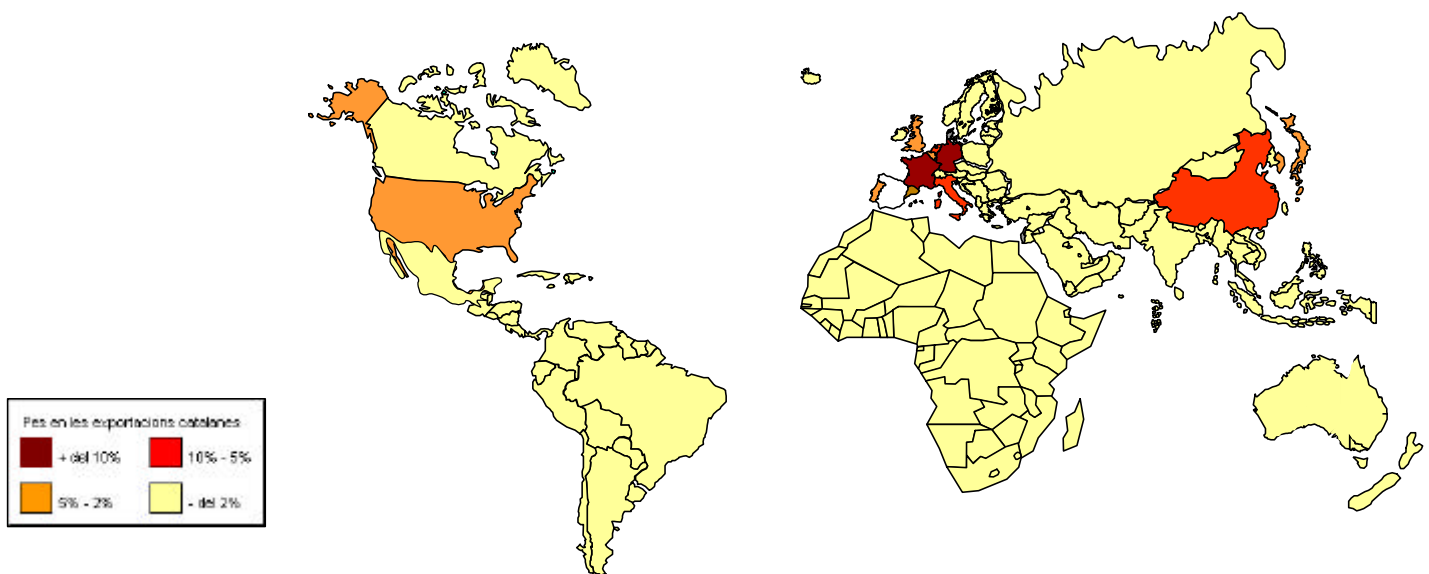 Pes en les exportacions catalanes
+ del 10%
10% - 5%
5% - 2%
- del 2%